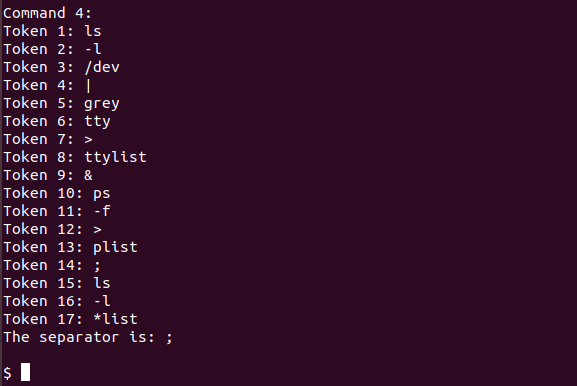 Command 4:
Token 1: ls
Token 2: -l
Token 3: /dev
Token 4: |
Token 5: grey
Token 6: tty
Token 7: >
Token 8: ttylist
Token 9: &
Token 10: ps
Token 11: -f
Token 12: >
Token 13: plist
Token 14: ;
Token 15: ls
Token 16: -l
Token 17: *list
The separator is: ;
$